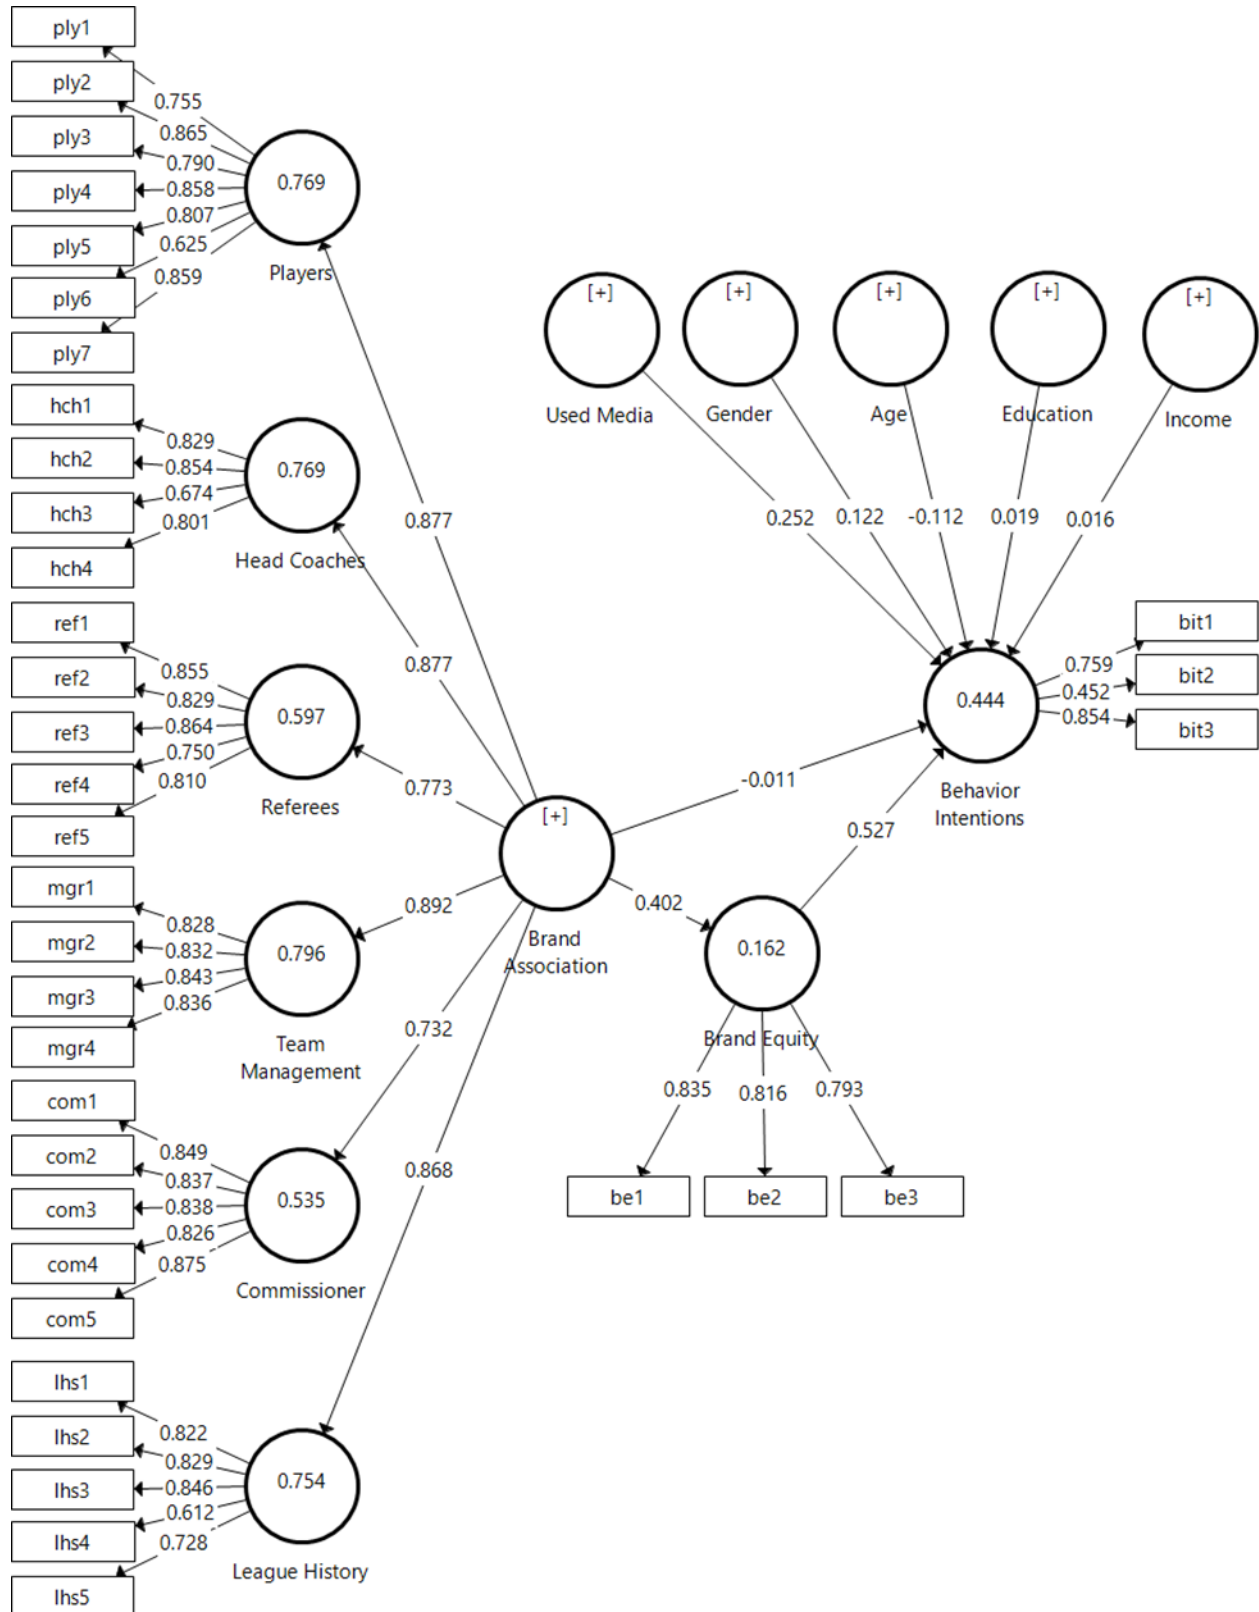 ply1
ply2
ply3
ply4
ply5
ply6
ply7
0.755
0.865
0.790
0.858
0.807
0.625
0.859
0.769
Players
hch1
hch2
hch3
hch4
0.829
0.854
0.674
0.801
0.769
Head Coaches
ref1
ref2
ref3
ref4
ref5
0.855
0.829
0.864
0.750
0.810
0.597
Referees
mgr1
mgr2
mgr3
mgr4
0.828
0.832
0.843
0.836
0.796
Team
Management
com1
com2
com3
com4
com5
0.849
0.837
0.838
0.826
0.875
0.535
Commissioner
lhs1
lhs2
lhs3
lhs4
lhs5
0.822
0.829
0.846
0.612
0.728
0.754
League History
0.877
0.877
0.773
0.892
0.732
0.868
[+]
Brand
Association
-0.011
0.402
0.527
0.162
Brand Equity
0.835
0.816
0.793
be1
be2
be3
[+]
[+]
[+]
[+]
[+]
Used Media
Gender
Age
Education
Income
0.252
0.122
-0.112
0.019
0.016
0.444
Behavior
Intentions
0.759
0.452
0.854
bit1
bit2
bit3